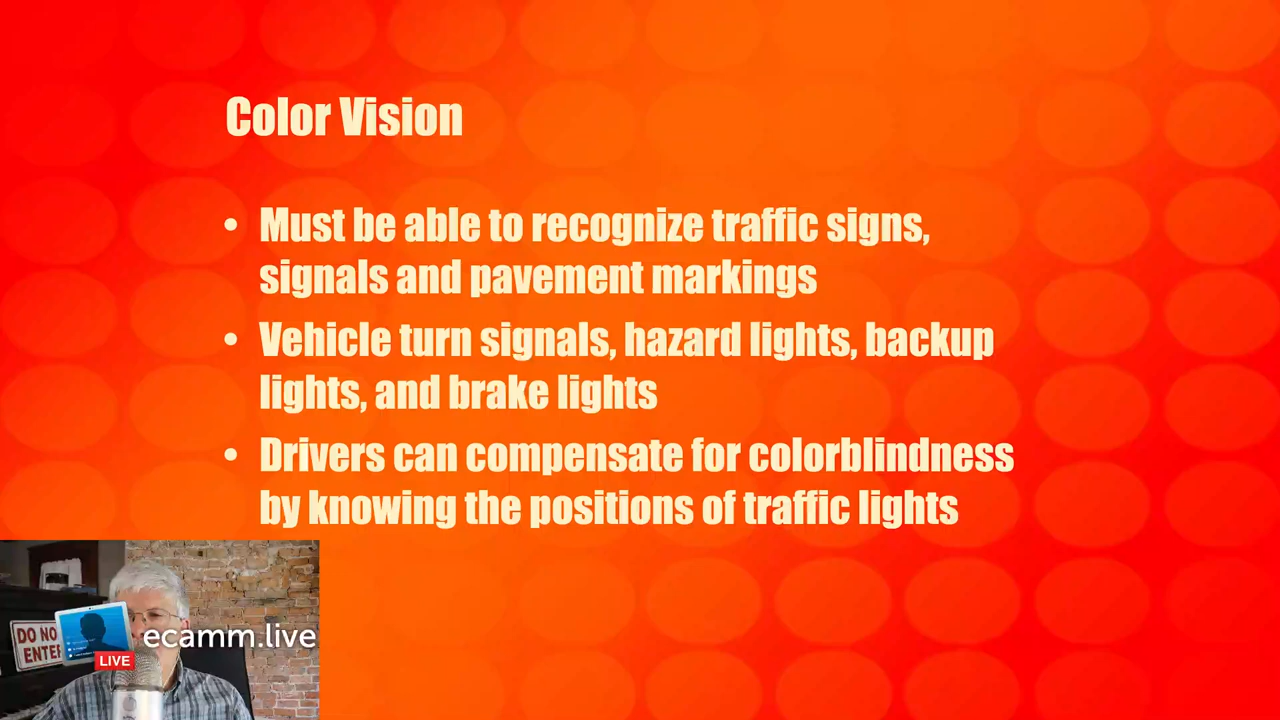 Color Vision
• Must be able to recognize traffic signs,
signals and pavement markings
• Vehicle turn signals, hazard lights, backup
lights, and brake lights
• Drivers can compensate for colorblindness
by knowing the positions of traffic lights
DO NO
ENTER
ecamm.live
LIVE